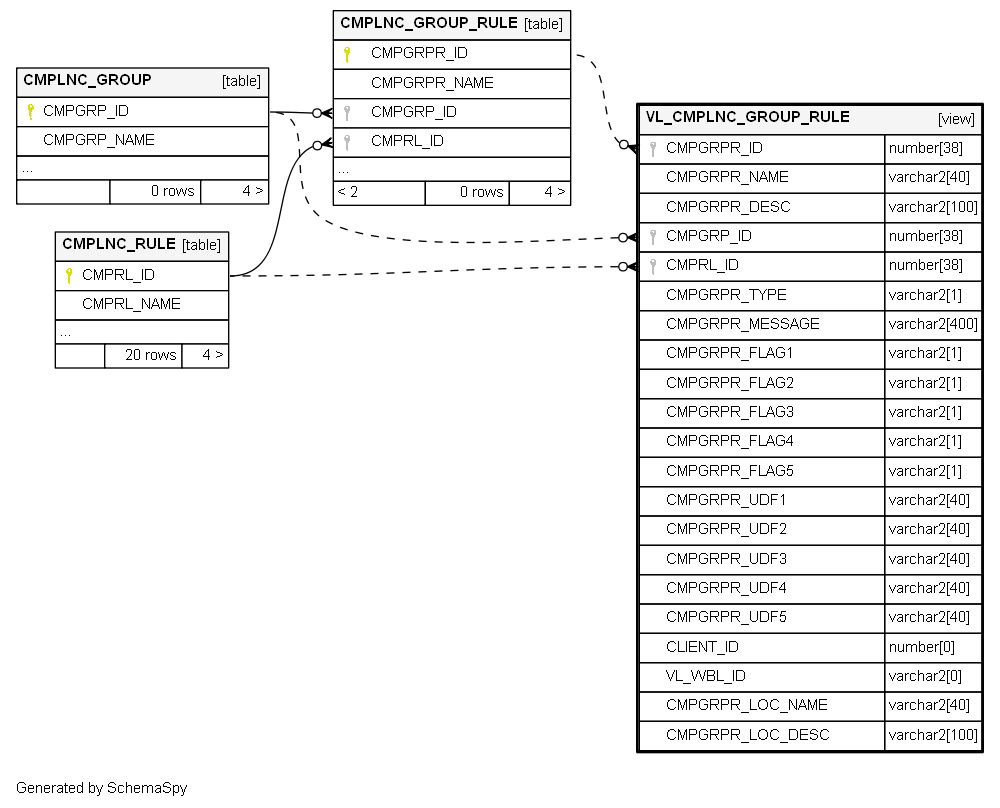 CMPLNC_GROUP [table]
CMPGRP_ID
CMPGRP_NAME
...
0 rows 4 >
CMPLNC_RULE [table]
CMPRL_ID
CMPRL_NAME
...
20 rows 4 >
CMPLNC_GROUP_RULE [table]
CMPGRPR_ID
CMPGRPR_NAME
CMPGRP_ID
CMPRL_ID
...
< 2 0 rows 4 >
VL_CMPLNC_GROUP_RULE [view]
CMPGRPR_ID number[38]
CMPGRPR_NAME varchar2[40]
CMPGRPR_DESC varchar2[100]
CMPGRP_ID number[38]
CMPRL_ID number[38]
CMPGRPR_TYPE varchar2[1]
CMPGRPR_MESSAGE varchar2[400]
CMPGRPR_FLAG1 varchar2[1]
CMPGRPR_FLAG2 varchar2[1]
CMPGRPR_FLAG3 varchar2[1]
CMPGRPR_FLAG4 varchar2[1]
CMPGRPR_FLAG5 varchar2[1]
CMPGRPR_UDF1 varchar2[40]
CMPGRPR_UDF2 varchar2[40]
CMPGRPR_UDF3 varchar2[40]
CMPGRPR_UDF4 varchar2[40]
CMPGRPR_UDF5 varchar2[40]
CLIENT_ID number[0]
VL_WBL_ID varchar2[0]
CMPGRPR_LOC_NAME varchar2[40]
CMPGRPR_LOC_DESC varchar2[100]
Generated by SchemaSpy